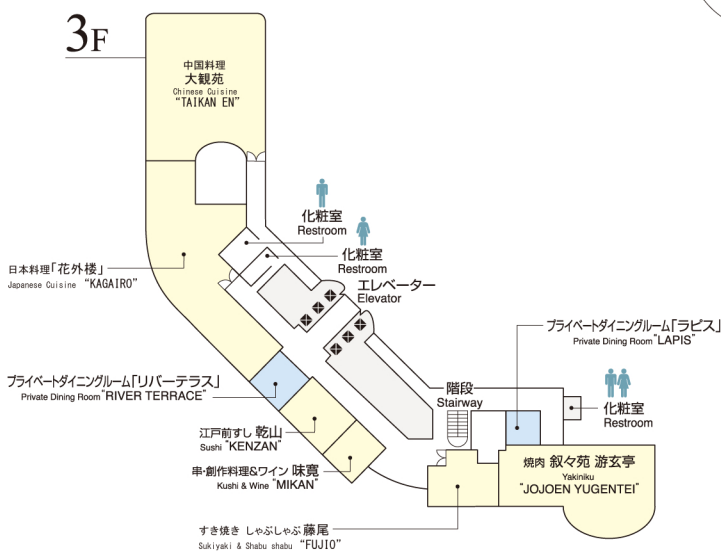 3F
中国料理
大観苑
Chinese Cuisine
“TAIKAN EN”
化粧室
Restroom
化粧室
Restroom
日本料理「花外楼」
Japanese Cuisine “KAGAIRO”
エレベーター
Elevator
プライベートダイニングルーム「ラピス」
Private Dining Room "LAPIS"
プライベートダイニングルーム「リバーテラス」
Private Dining Room "RIVER TERRACE"
階段
Stairway
化粧室
Restroom
江戸前すし 乾山
Sushi "KENZAN"
串・創作料理&ワイン 味寛
Kushi & Wine "MIKAN"
焼肉 叙々苑 游玄亭
Yakiniku
"JOJOEN YUGENTEI"
すき焼き しゃぶしゃぶ 藤尾
Sukiyaki & Shabu shabu “FUJIO”